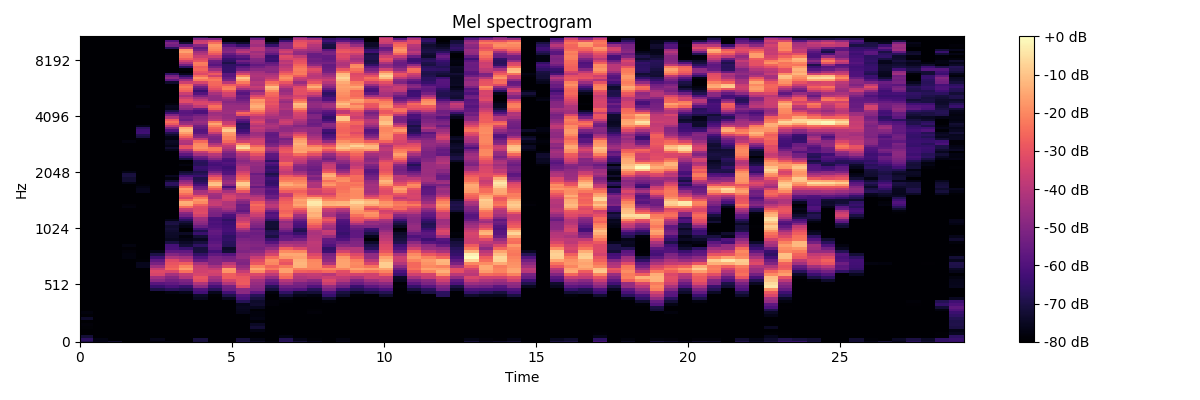 Mel spectrogram
8192
4096
2048
1024
512
0
Hz
0 5 10 15 20 25
Time
+0 dB
-10 dB
-20 dB
-30 dB
-40 dB
-50 dB
-60 dB
-70 dB
-80 dB